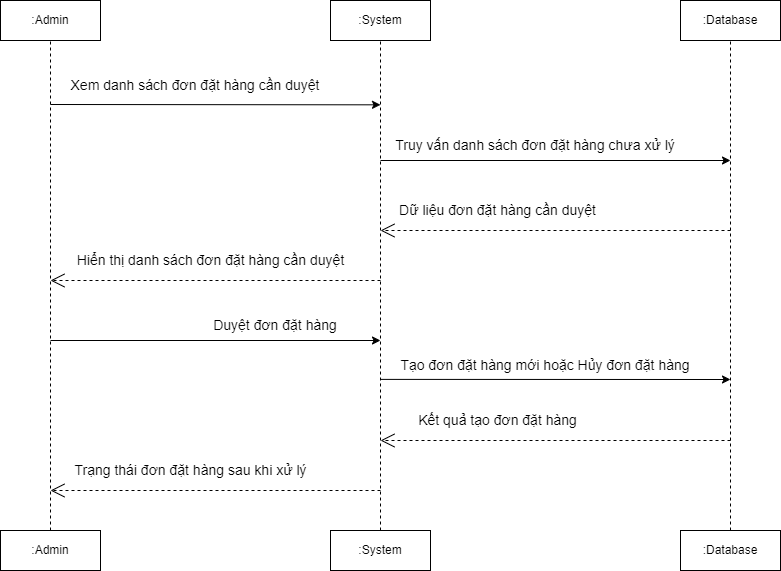 :Admin
:System
:Database
Xem danh sách đơn đặt hàng cần duyệt
Truy vấn danh sách đơn đặt hàng chưa xử lý
Dữ liệu đơn đặt hàng cần duyệt
Hiển thị danh sách đơn đặt hàng cần duyệt
Duyệt đơn đặt hàng
Tạo đơn đặt hàng mới hoặc Hủy đơn đặt hàng
Kết quả tạo đơn đặt hàng
Trạng thái đơn đặt hàng sau khi xử lý
:Admin
:System
:Database